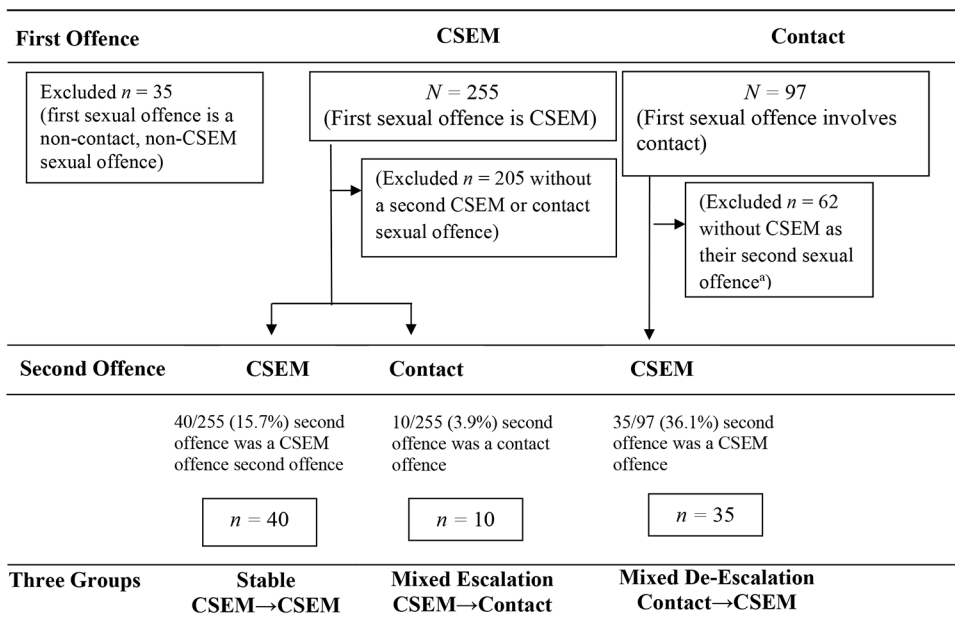 First Offence CSEM Contact
Excluded n = 35
(first sexual offence is a
non-contact, non-CSEM
sexual offence)
N = 255
(First sexual offence is CSEM)
N = 97
(First sexual offence involves
contact)
(Excluded n = 205 without
a second CSEM or contact
sexual offence)
(Excluded n = 62
without CSEM as
their second sexual
offenceᵃ)
Second Offence CSEM Contact CSEM
40/255 (15.7%) second
offence was a CSEM
offence second offence
10/255 (3.9%) second
offence was a contact
offence
35/97 (36.1%) second
offence was a CSEM
offence
n = 40
n = 10
n = 35
Three Groups
Stable
CSEM→CSEM
Mixed Escalation
CSEM→Contact
Mixed De-Escalation
Contact→CSEM